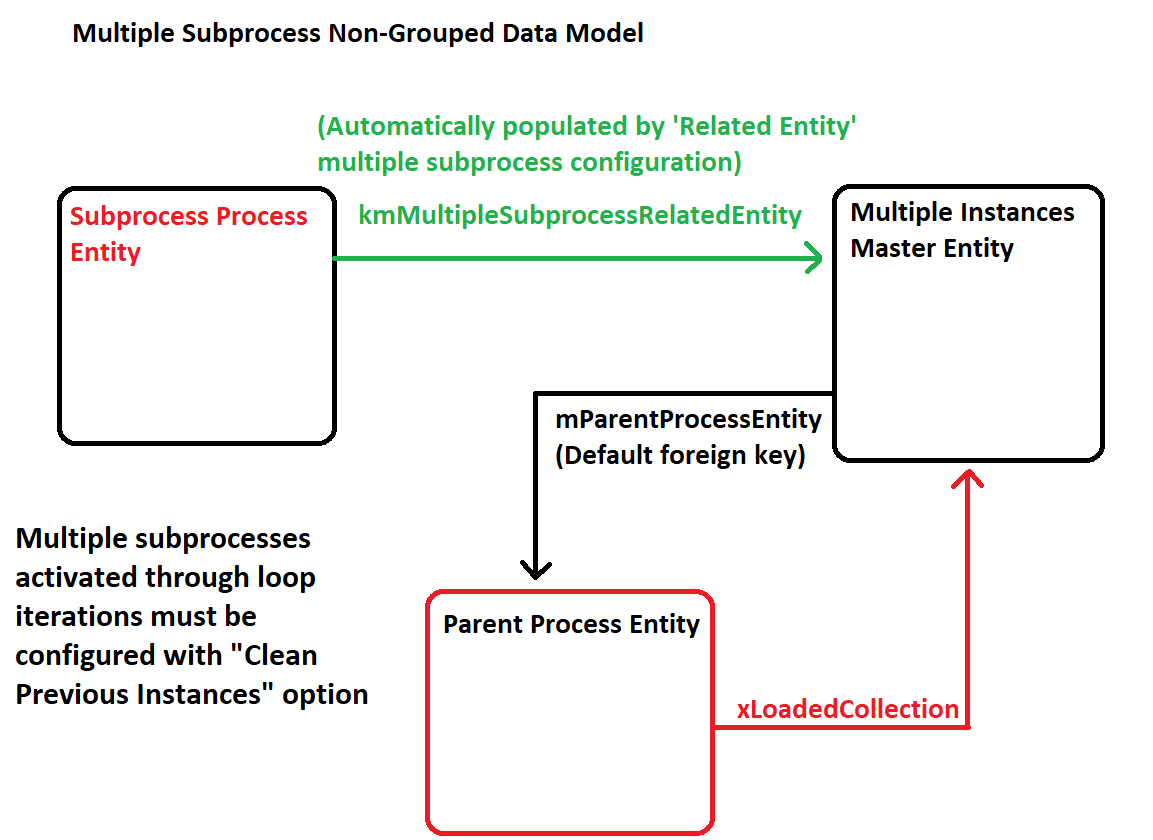 Multiple Subprocess Non-Grouped Data Model
(Automatically populated by 'Related Entity'
multiple subprocess configuration)
Subprocess Process
Entity
kmMultipleSubprocessRelatedEntity
Multiple Instances
Master Entity
mParentProcessEntity
(Default foreign key)
Multiple subprocesses
activated through loop
iterations must be
configured with "Clean
Previous Instances" option
Parent Process Entity
xLoadedCollection